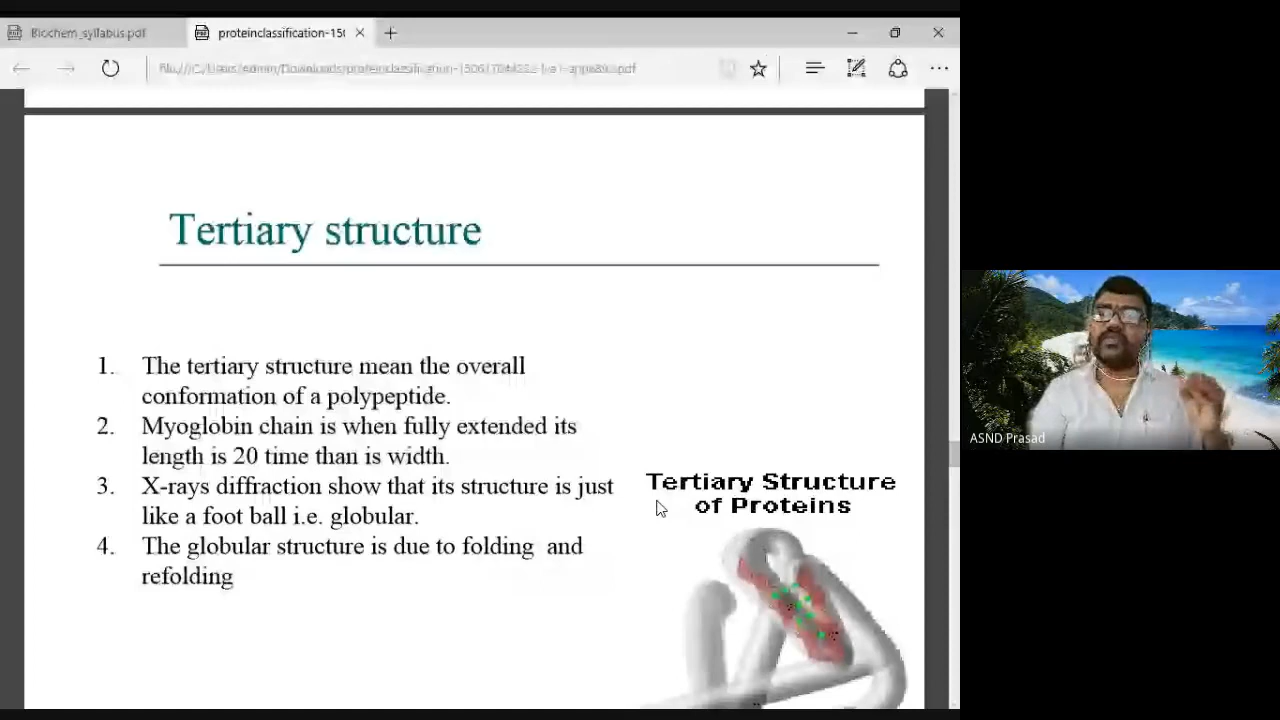 Biochem_syllabus.pdf
proteinclassification-150
Tertiary structure
1. The tertiary structure mean the overall
conformation of a polypeptide.
2. Myoglobin chain is when fully extended its
length is 20 time than is width.
3. X-rays diffraction show that its structure is just
like a foot ball i.e. globular.
4. The globular structure is due to folding and
refolding
Tertiary Structure
of Proteins
ASND Prasad